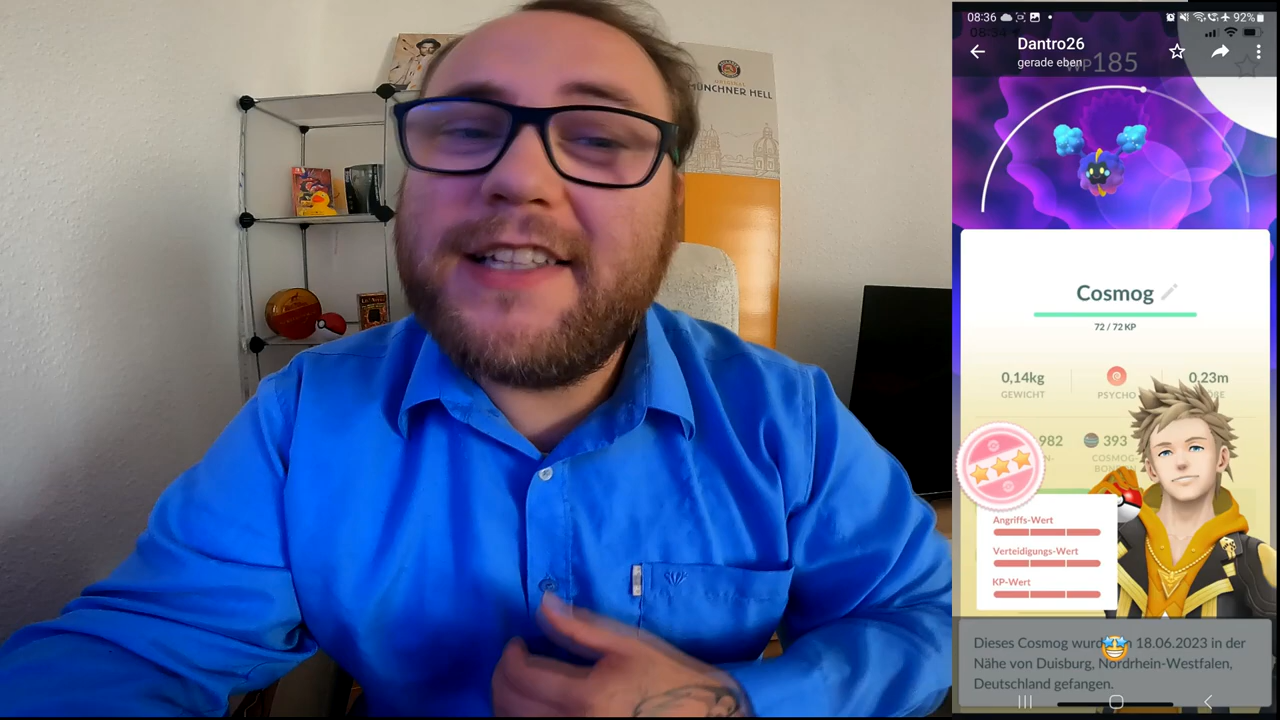 ORIGINAL
MÜNCHNER HELL
08:36
92%
Dantro26
gerade eben
WP185
Cosmog
72 / 72 KP
0,14kg
GEWICHT
PSYCHO
0,23m
982
393
COSMOG-
Angriffs-Wert
Verteidigungs-Wert
KP-Wert
Dieses Cosmog 18.06.2023 in der
Nähe von Duisburg, Nordrhein-Westfalen,
Deutschland gefangen.